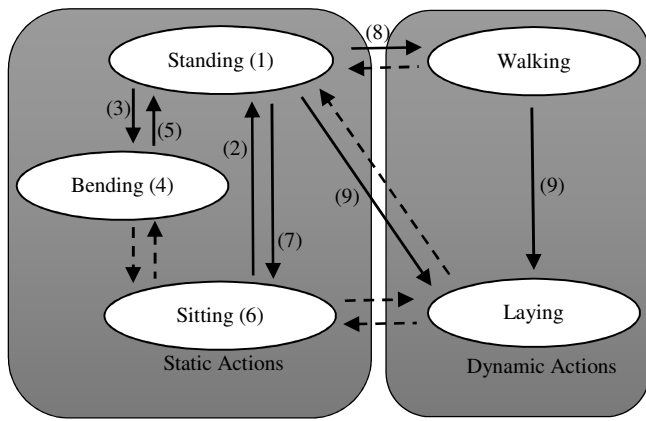 (8)
Standing (1)
Walking
(3)
(5)
(2)
Bending (4)
(9)
(9)
(7)
Sitting (6)
Laying
Static Actions
Dynamic Actions